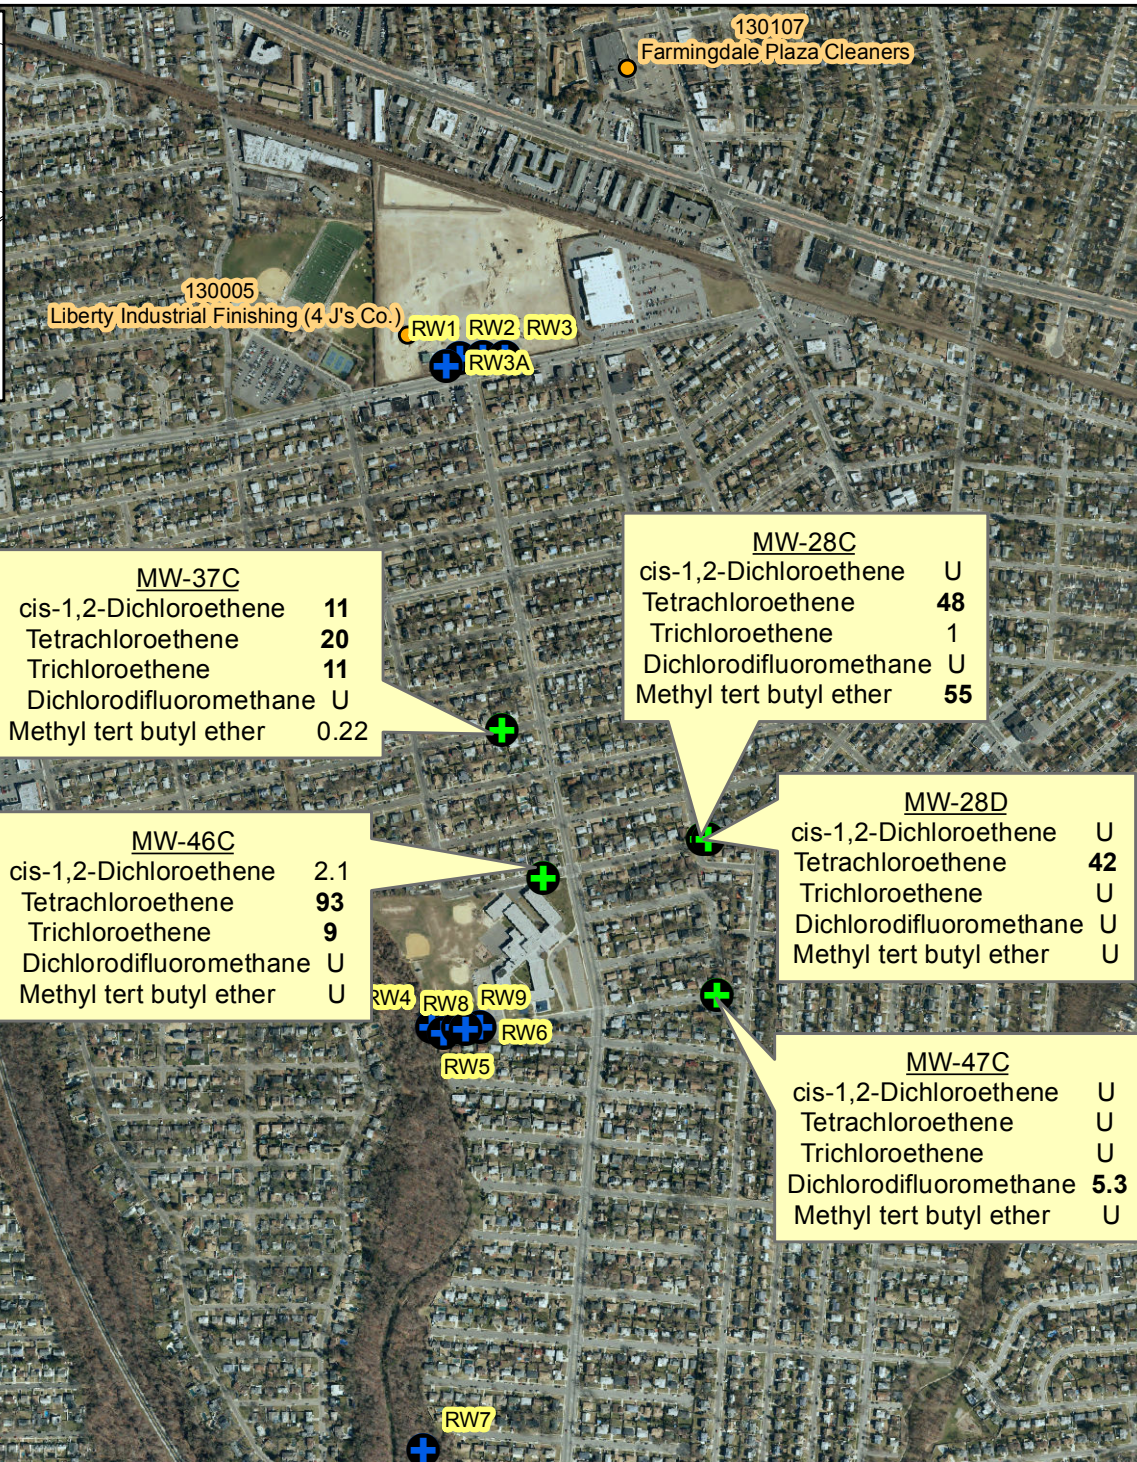 130107
Farmingdale Plaza Cleaners
130005
Liberty Industrial Finishing (4 J's Co.)
RW1 RW2 RW3
RW3A
MW-37C
cis-1,2-Dichloroethene 11
Tetrachloroethene 20
Trichloroethene 11
Dichlorodifluoromethane U
Methyl tert butyl ether 0.22
MW-28C
cis-1,2-Dichloroethene U
Tetrachloroethene 48
Trichloroethene 1
Dichlorodifluoromethane U
Methyl tert butyl ether 55
MW-46C
cis-1,2-Dichloroethene 2.1
Tetrachloroethene 93
Trichloroethene 9
Dichlorodifluoromethane U
Methyl tert butyl ether U
MW-28D
cis-1,2-Dichloroethene U
Tetrachloroethene 42
Trichloroethene U
Dichlorodifluoromethane U
Methyl tert butyl ether U
RW4 RW8 RW9
RW6
RW5
MW-47C
cis-1,2-Dichloroethene U
Tetrachloroethene U
Trichloroethene U
Dichlorodifluoromethane 5.3
Methyl tert butyl ether U
RW7